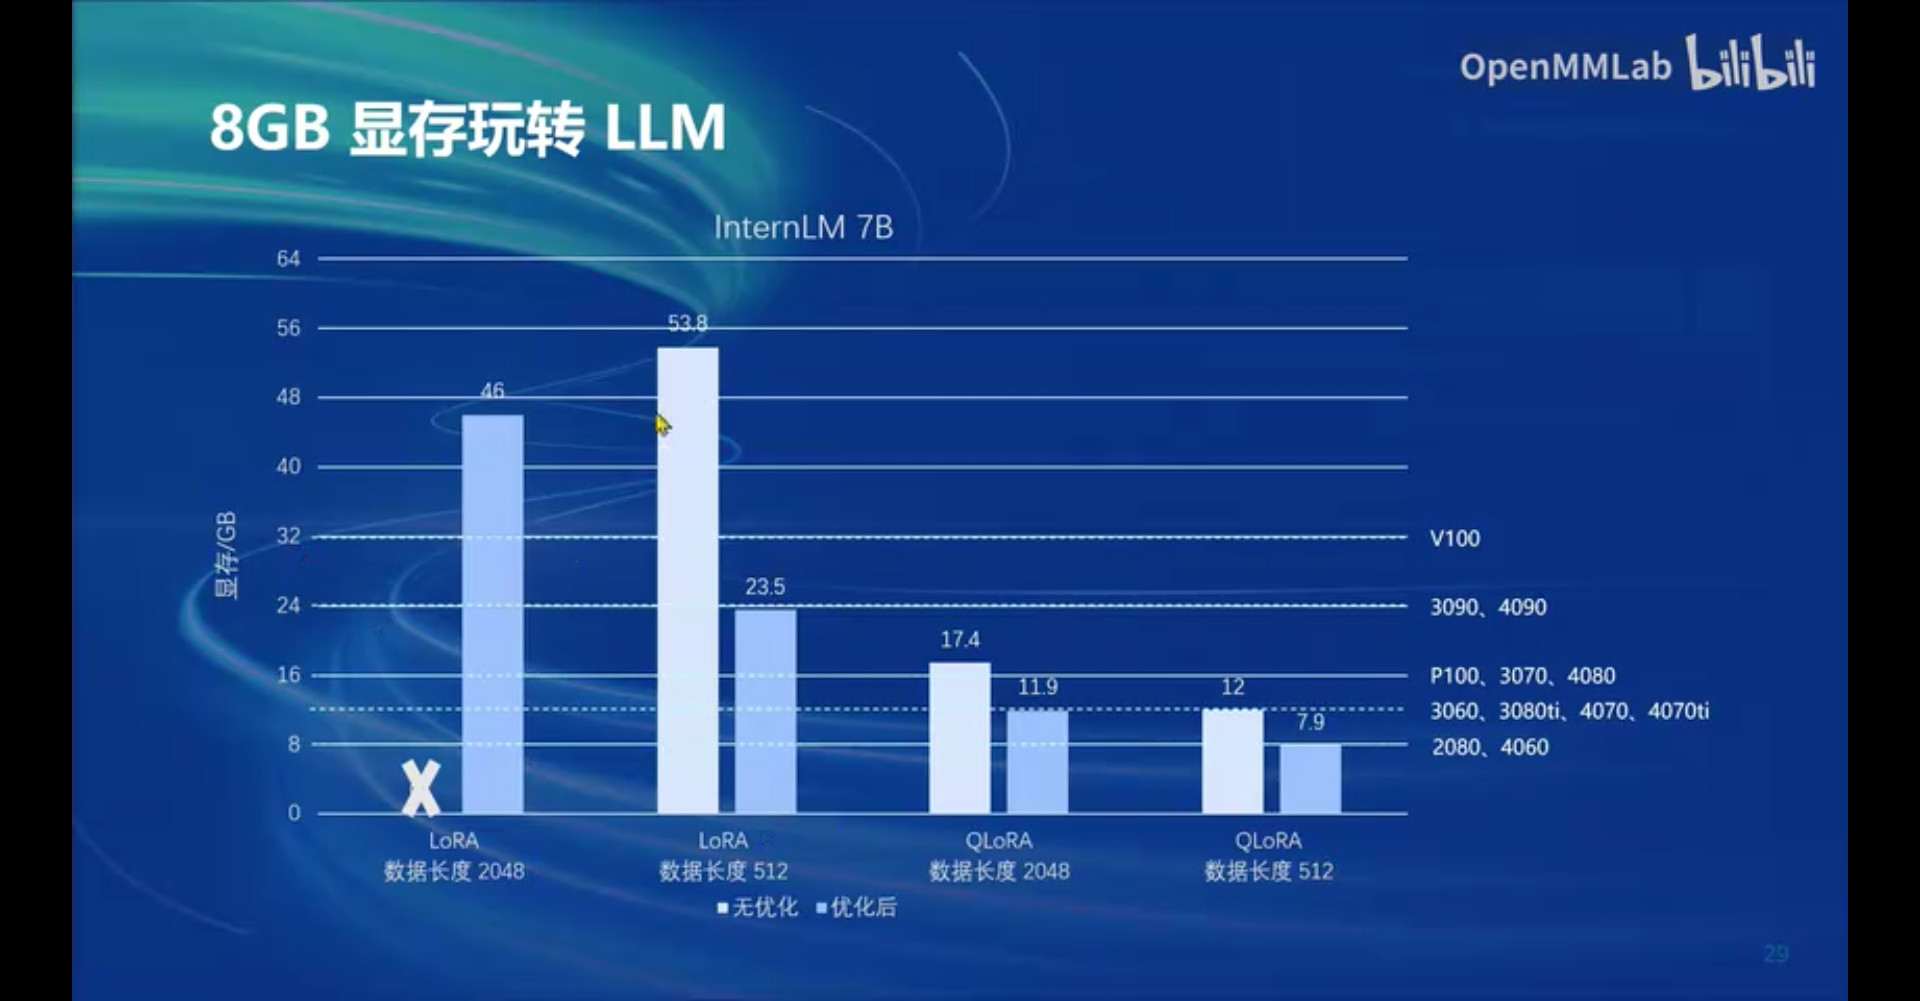 OpenMMLab bilibili
8GB 显存玩转 LLM
InternLM 7B
64
56
48
40
32
24
16
8
0
显存/GB
46
53.8
23.5
17.4
11.9
12
7.9
V100
3090、4090
P100、3070、4080
3060、3080ti、4070、4070ti
2080、4060
X
LoRA
数据长度 2048
LoRA
数据长度 512
QLoRA
数据长度 2048
QLoRA
数据长度 512
无优化 优化后
29